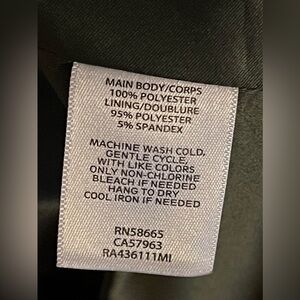 MAIN BODY/CORPS
100% POLYESTER
LINING/DOUBLURE
95% POLYESTER
5% SPANDEX
MACHINE WASH COLD,
GENTLE CYCLE,
WITH LIKE COLORS
ONLY NON-CHLORINE
BLEACH IF NEEDED
HANG TO DRY
COOL IRON IF NEEDED
RN58665
CA57963
RA436111MI